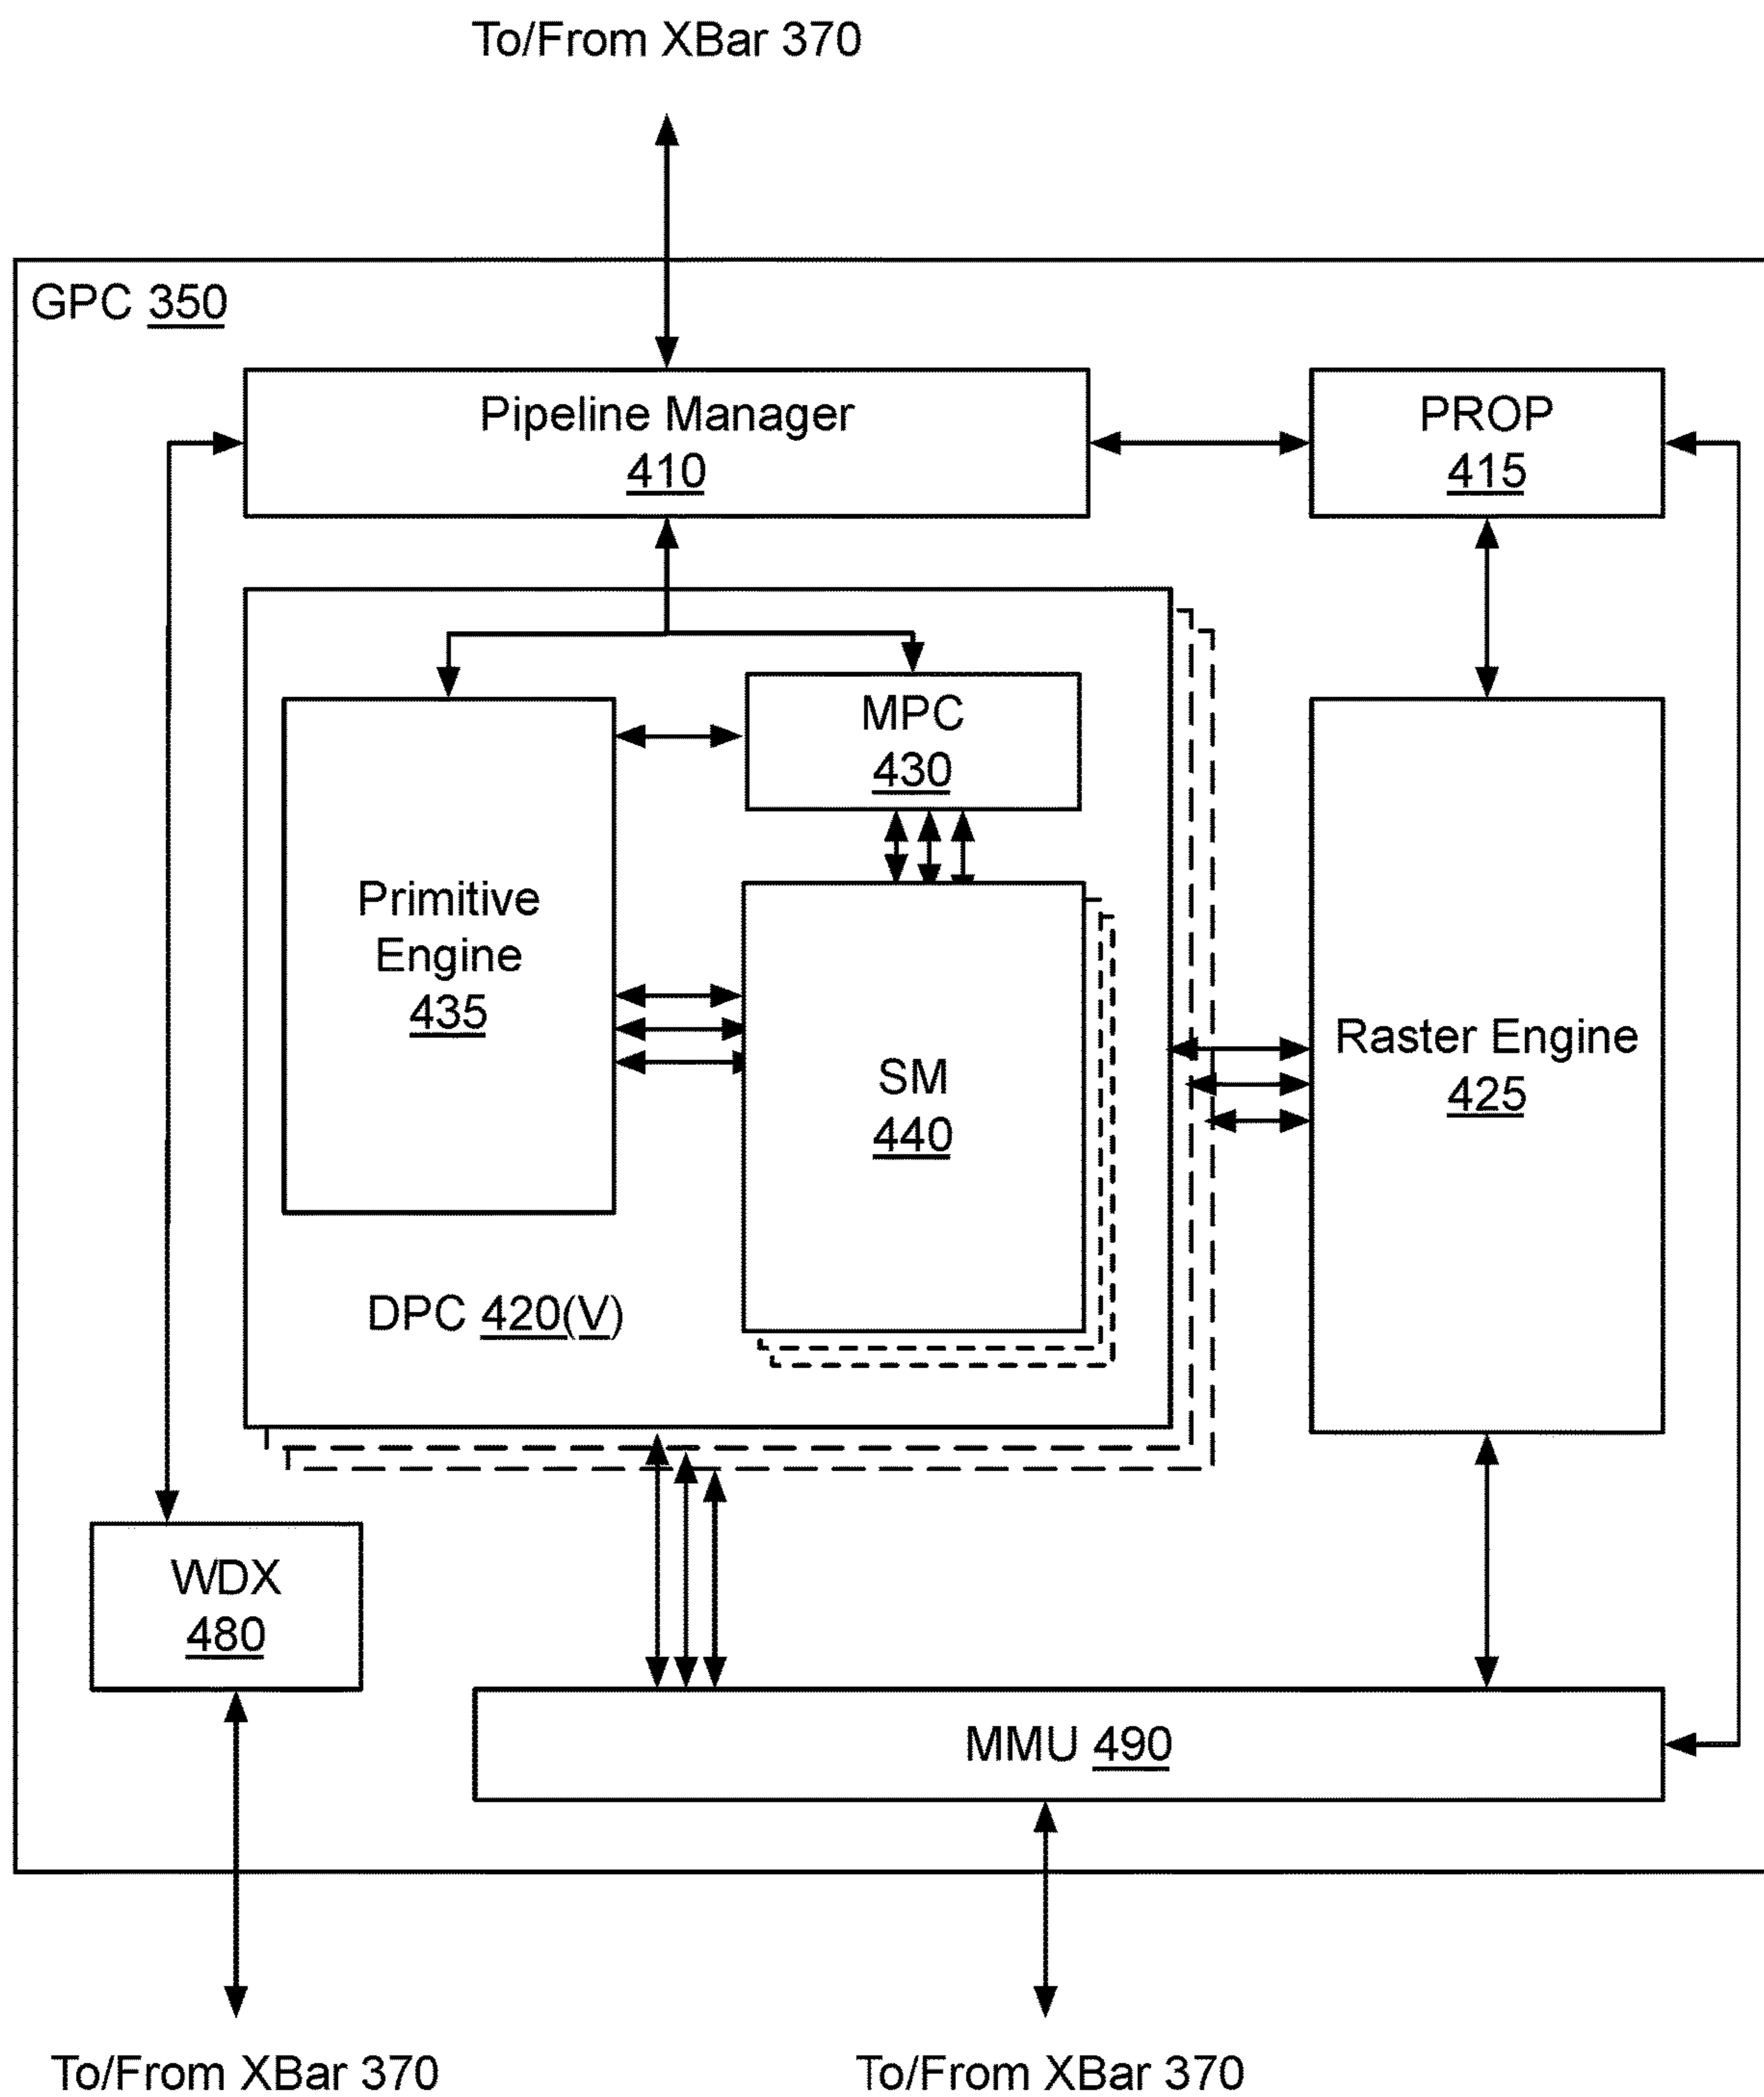 To/From XBar 370
GPC 350
Pipeline Manager
410
PROP
415
MPC
430
Primitive
Engine
435
SM
440
Raster Engine
425
DPC 420(V)
WDX
480
MMU 490
To/From XBar 370
To/From XBar 370